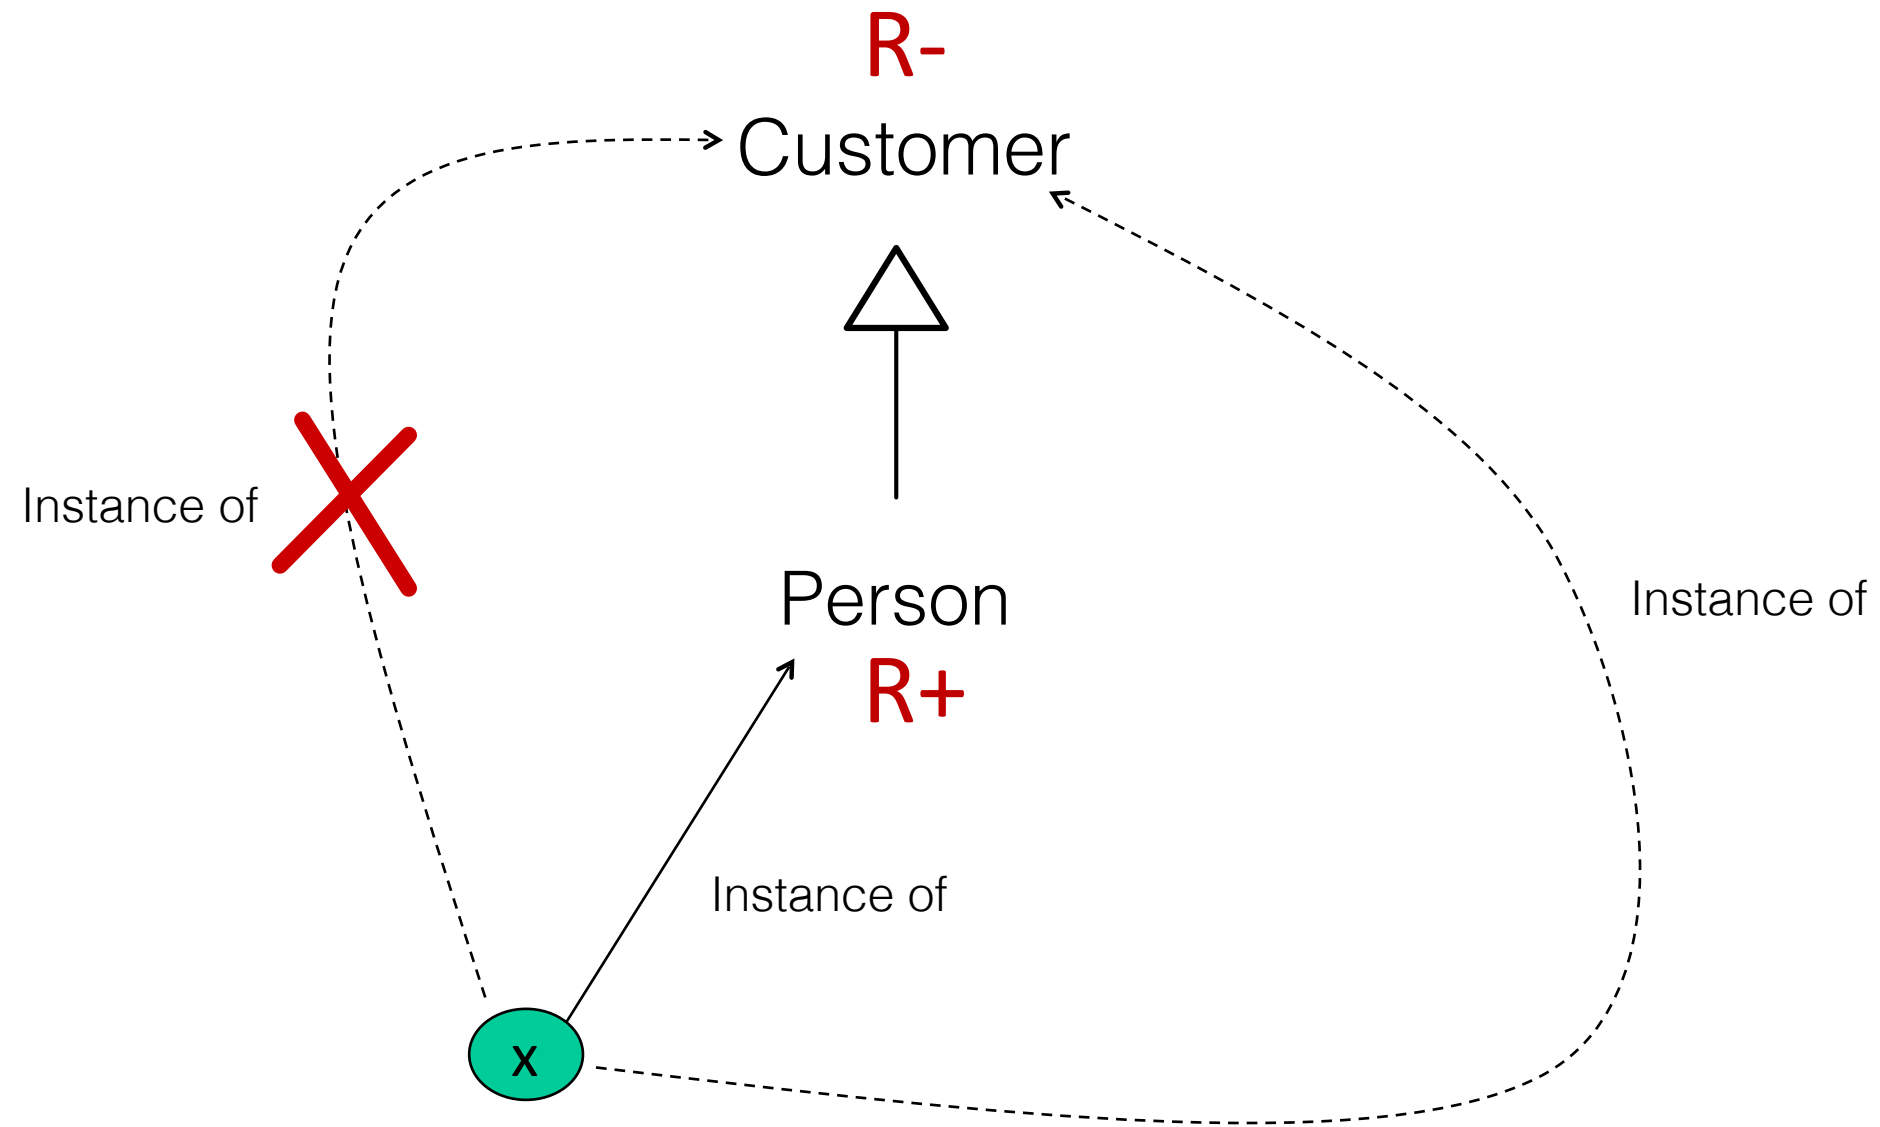 R-
Customer
Instance of
Person
Instance of
R+
Instance of
x